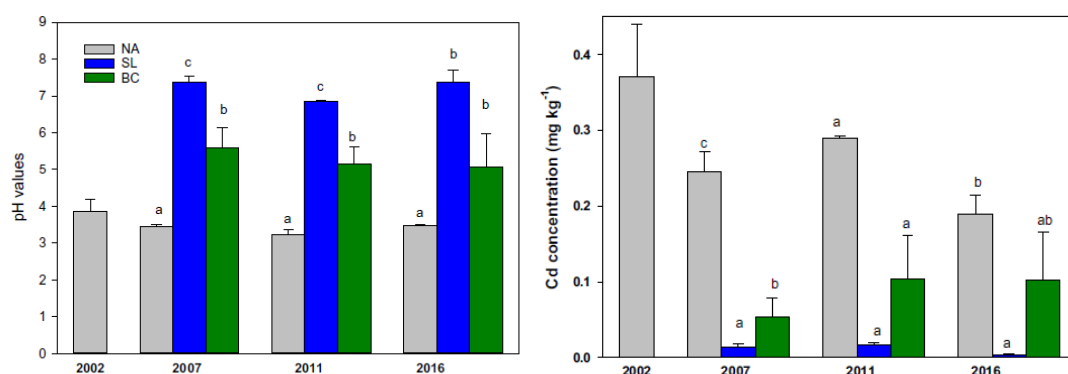 9
8
7
6
5
4
3
2
1
0
pH values
NA
SL
BC
a
c
b
a
c
b
a
b
b
2002
2007
2011
2016
0.4
0.3
0.2
0.1
0.0
Cd concentration (mg kg⁻¹)
c
a
b
a
a
a
b
a
ab
2002
2007
2011
2016